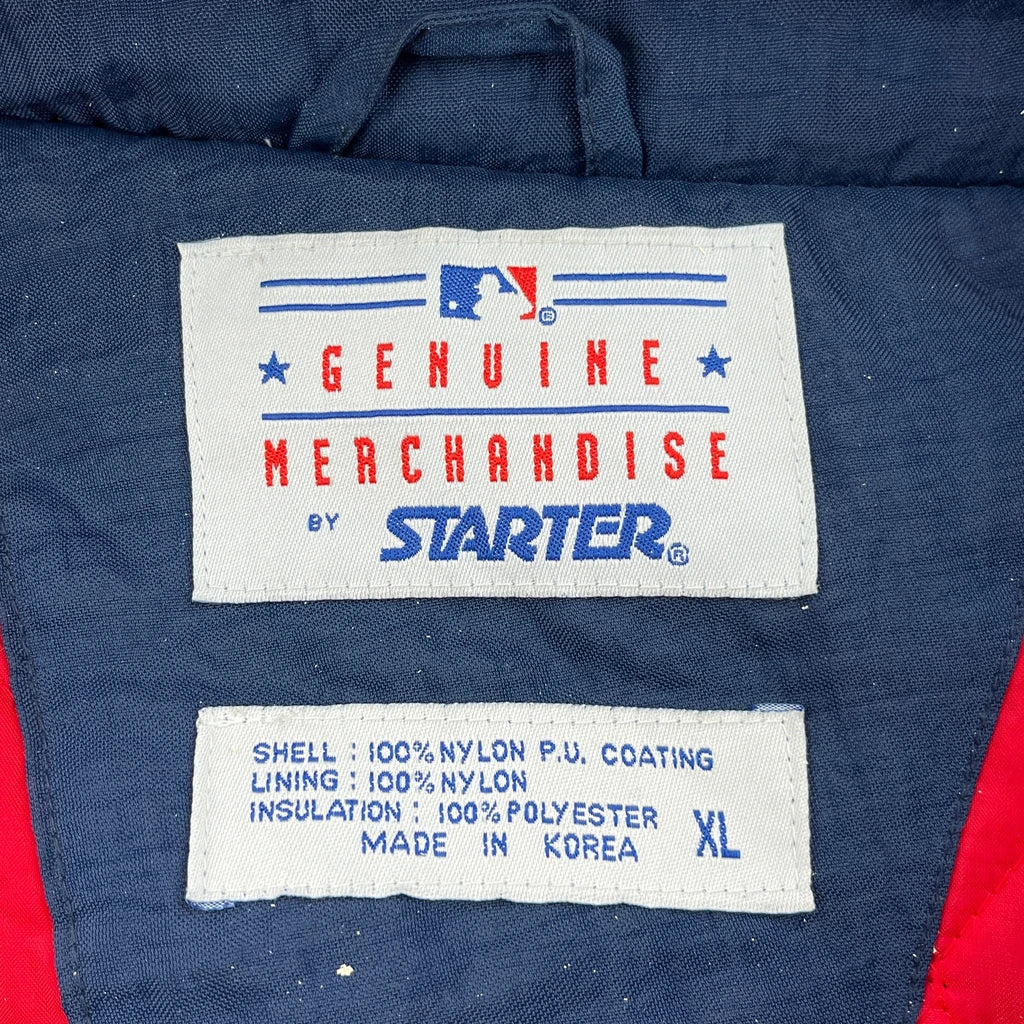 ®
GENUINE
MERCHANDISE
BY STARTER®
SHELL : 100% NYLON P.U. COATING
LINING : 100% NYLON
INSULATION : 100% POLYESTER XL
MADE IN KOREA